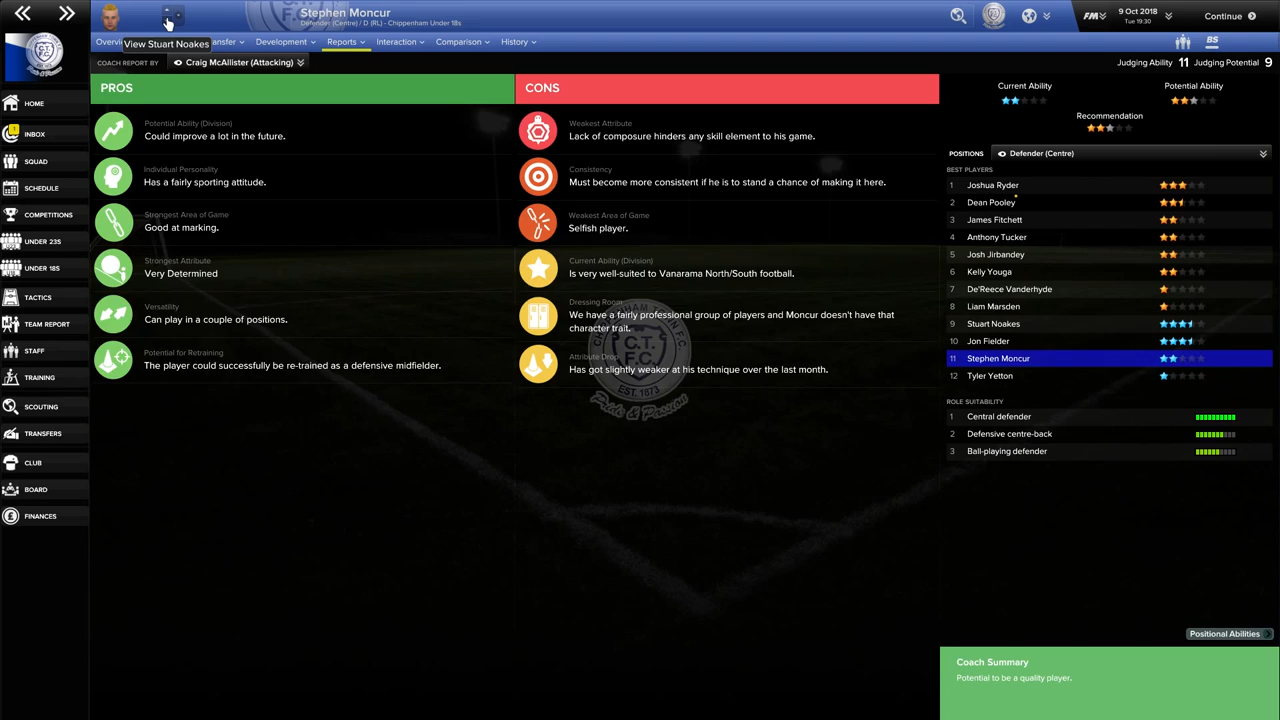 Stephen Moncur
Defender (Centre) / D (RL) - Chippenham Under 18s
9 Oct 2018
Tue 19:30
FM
Continue
View Stuart Noakes
Development
Reports
Interaction
Comparison
History
BS
COACH REPORT BY
Craig McAllister (Attacking)
Judging Ability 11 Judging Potential 9
HOME
INBOX
SQUAD
SCHEDULE
COMPETITIONS
UNDER 23S
UNDER 18S
TACTICS
TEAM REPORT
STAFF
TRAINING
SCOUTING
TRANSFERS
CLUB
BOARD
FINANCES
PROS
Potential Ability (Division)
Could improve a lot in the future.
Individual Personality
Has a fairly sporting attitude.
Strongest Area of Game
Good at marking.
Strongest Attribute
Very Determined
Versatility
Can play in a couple of positions.
Potential for Retraining
The player could successfully be re-trained as a defensive midfielder.
CONS
Weakest Attribute
Lack of composure hinders any skill element to his game.
Consistency
Must become more consistent if he is to stand a chance of making it here.
Weakest Area of Game
Selfish player.
Current Ability (Division)
Is very well-suited to Vanarama North/South football.
Dressing Room
We have a fairly professional group of players and Moncur doesn't have that
character trait.
Attribute Drop
Has got slightly weaker at his technique over the last month.
C.T.
F.C.
EST. 1873
Pride & Passion
Current Ability
Potential Ability
Recommendation
POSITIONS
Defender (Centre)
BEST PLAYERS
1 Joshua Ryder
2 Dean Pooley
3 James Fitchett
4 Anthony Tucker
5 Josh Jirbandey
6 Kelly Youga
7 De'Reece Vanderhyde
8 Liam Marsden
9 Stuart Noakes
10 Jon Fielder
11 Stephen Moncur
12 Tyler Yetton
ROLE SUITABILITY
1 Central defender
2 Defensive centre-back
3 Ball-playing defender
Positional Abilities
Coach Summary
Potential to be a quality player.